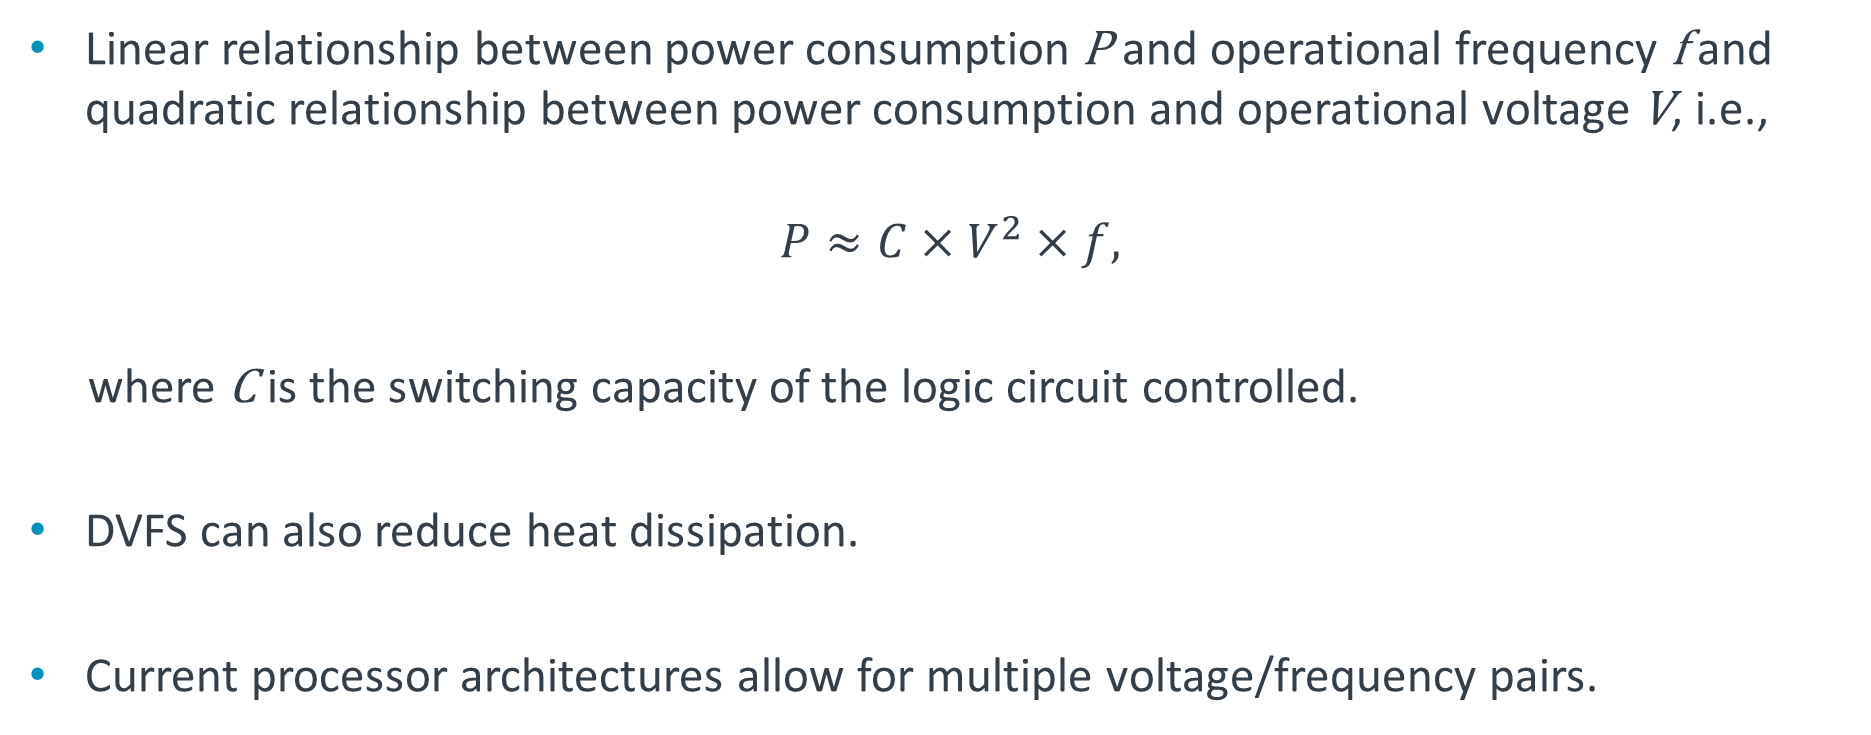 • Linear relationship between power consumption P and operational frequency f and
quadratic relationship between power consumption and operational voltage V, i.e.,
P ≈ C × V² × f,
where C is the switching capacity of the logic circuit controlled.
• DVFS can also reduce heat dissipation.
• Current processor architectures allow for multiple voltage/frequency pairs.